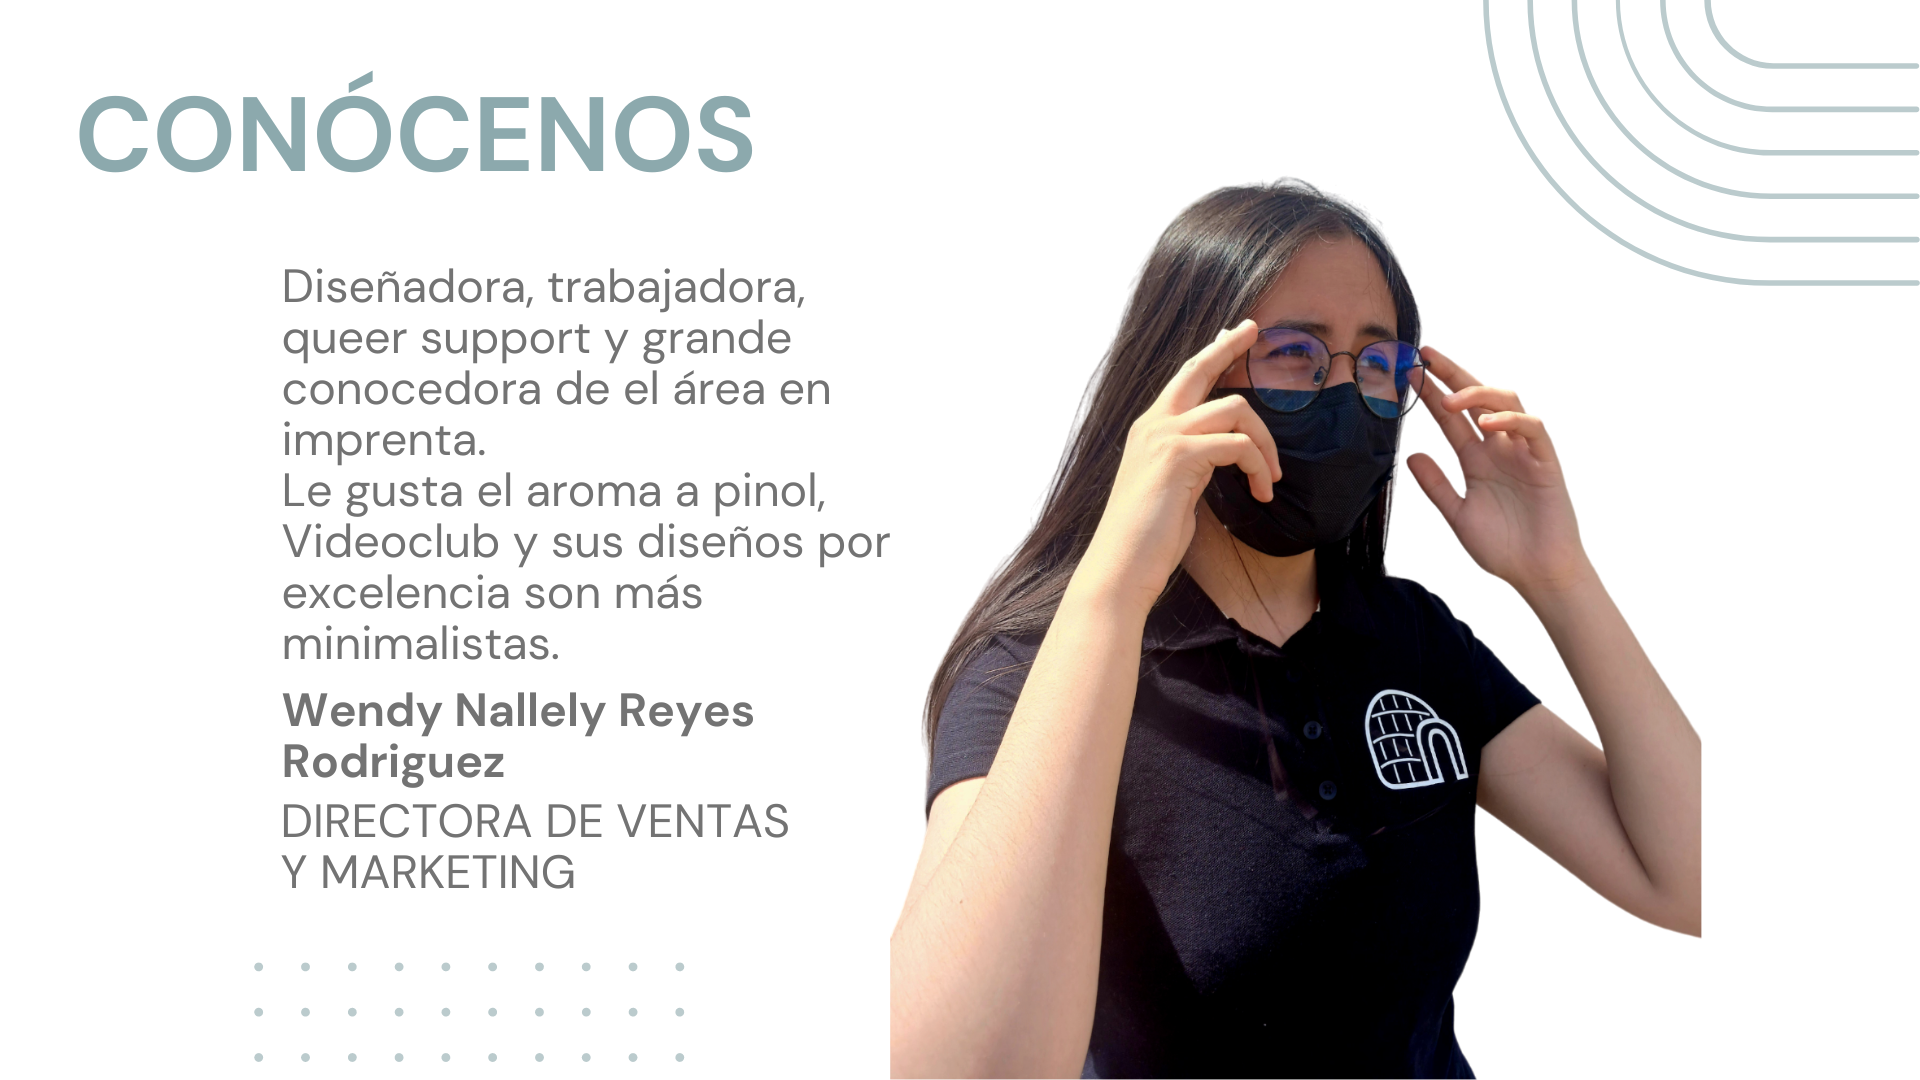 CONÓCENOS
Diseñadora, trabajadora,
queer support y grande
conocedora de el área en
imprenta.
Le gusta el aroma a pinol,
Videoclub y sus diseños por
excelencia son más
minimalistas.
Wendy Nallely Reyes
Rodriguez
DIRECTORA DE VENTAS
Y MARKETING